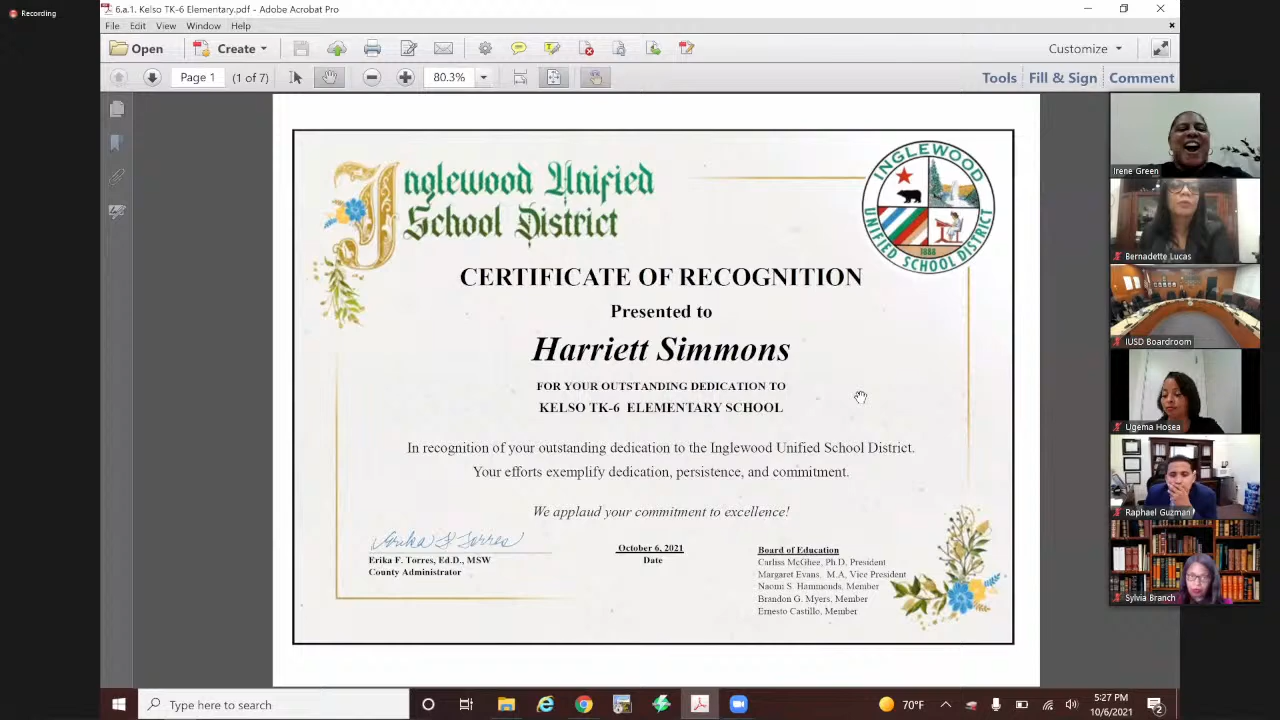 Recording
6.a.1. Kelso TK-6 Elementary.pdf - Adobe Acrobat Pro
File Edit View Window Help
Open Create Customize
Page 1 (1 of 7) 80.3% Tools Fill & Sign Comment
Inglewood Unified
School District
INGLEWOOD
UNIFIED SCHOOL DISTRICT
1888
CERTIFICATE OF RECOGNITION
Presented to
Harriett Simmons
FOR YOUR OUTSTANDING DEDICATION TO
KELSO TK-6 ELEMENTARY SCHOOL
In recognition of your outstanding dedication to the Inglewood Unified School District.
Your efforts exemplify dedication, persistence, and commitment.
We applaud your commitment to excellence!
Erika F Torres
Erika F. Torres, Ed.D., MSW
County Administrator
October 6, 2021
Date
Board of Education
Carliss McGhee, Ph.D, President
Margaret Evans, M.A, Vice President
Naomi S. Hammonds, Member
Brandon G. Myers, Member
Ernesto Castillo, Member
Irene Green
Bernadette Lucas
IUSD Boardroom
Ugema Hosea
Raphael Guzman
Sylvia Branch
Type here to search
70°F
5:27 PM
10/6/2021
2